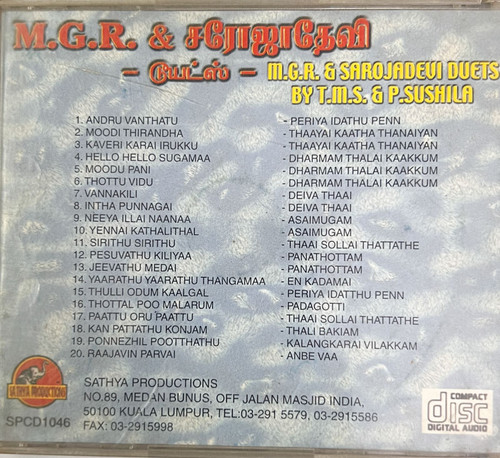 M.G.R. & சரோஜாதேவி
- டூயட்ஸ் - M.G.R. & SAROJADEVI DUETS
BY T.M.S. & P.SUSHILA
1. ANDRU VANTHATU - PERIYA IDATHU PENN
2. MOODI THIRANDHA - THAAYAI KAATHA THANAIYAN
3. KAVERI KARAI IRUKKU - THAAYAI KAATHA THANAIYAN
4. HELLO HELLO SUGAMAA - DHARMAM THALAI KAAKKUM
5. MOODU PANI - DHARMAM THALAI KAAKKUM
6. THOTTU VIDU - DHARMAM THALAI KAAKKUM
7. VANNAKILI - DEIVA THAAI
8. INTHA PUNNAGAI - DEIVA THAAI
9. NEEYA ILLAI NAANAA - ASAIMUGAM
10. YENNAI KATHALITHAL - ASAIMUGAM
11. SIRITHU SIRITHU - THAAI SOLLAI THATTATHE
12. PESUVATHU KILIYAA - PANATHOTTAM
13. JEEVATHU MEDAI - PANATHOTTAM
14. YAARATHU YAARATHU THANGAMAA - EN KADAMAI
15. THULLI ODUM KAALGAL - PERIYA IDATTHU PENN
16. THOTTAL POO MALARUM - PADAGOTTI
17. PAATTU ORU PAATTU - THAAI SOLLAI THATTATHE
18. KAN PATTATHU KONJAM - THALI BAKIAM
19. PONNEZHIL POOTTHATHU - KALANGKARAI VILAKKAM
20. RAAJAVIN PARVAI - ANBE VAA
SATHYA PRODUCTIONS
SATHYA PRODUCTIONS
NO.89, MEDAN BUNUS, OFF JALAN MASJID INDIA,
50100 KUALA LUMPUR, TEL:03-291 5579, 03-2915586
SPCD1046 FAX: 03-2915998
COMPACT
disc
DIGITAL AUDIO